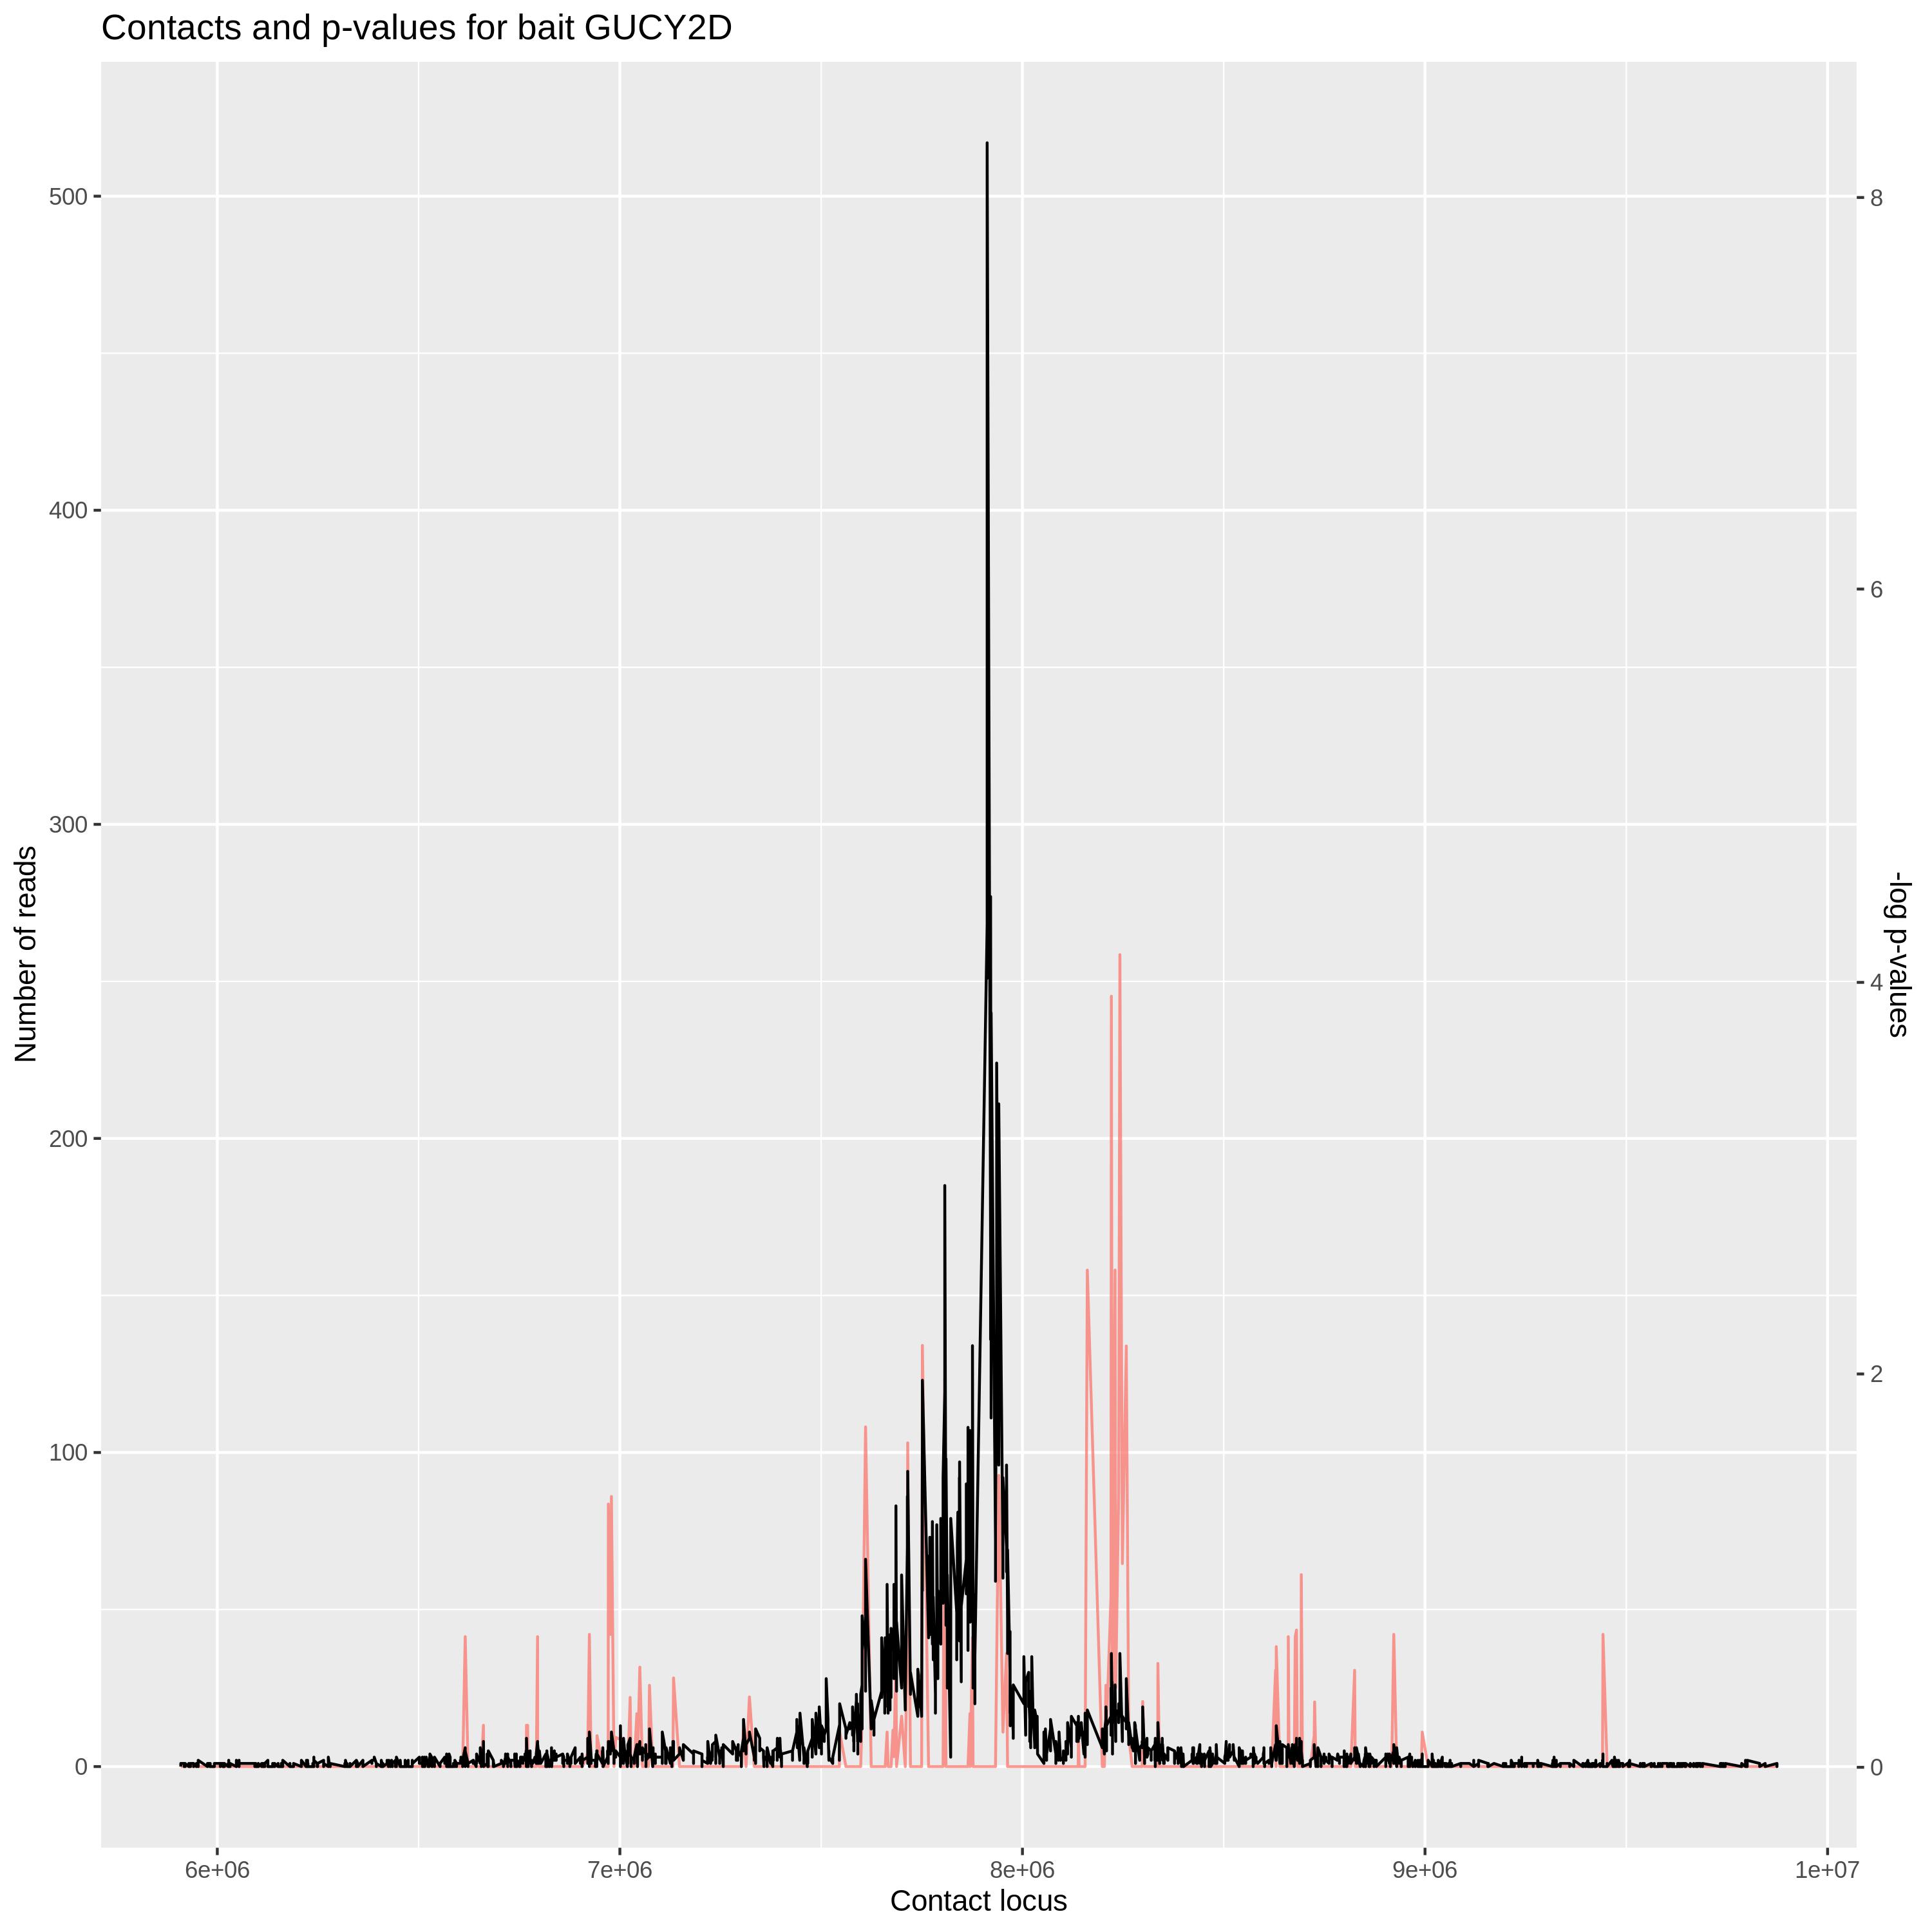 Contacts and p-values for bait GUCY2D
Number of reads
500
400
300
200
100
0
8
6
4
2
0
-log p-values
6e+06
7e+06
8e+06
9e+06
1e+07
Contact locus